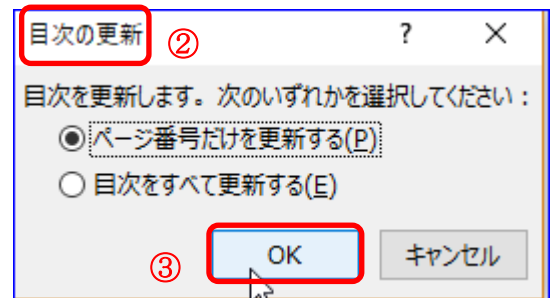 目次の更新 ② ? ×
目次を更新します。次のいずれかを選択してください：
ページ番号だけを更新する(P)
目次をすべて更新する(E)
③ OK キャンセル